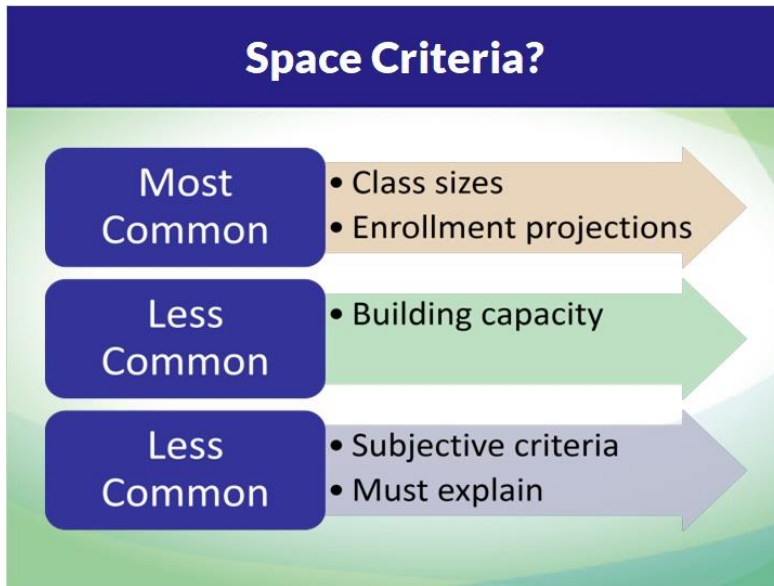 Space Criteria?
Most
Common
• Class sizes
• Enrollment projections
Less
Common
• Building capacity
Less
Common
• Subjective criteria
• Must explain